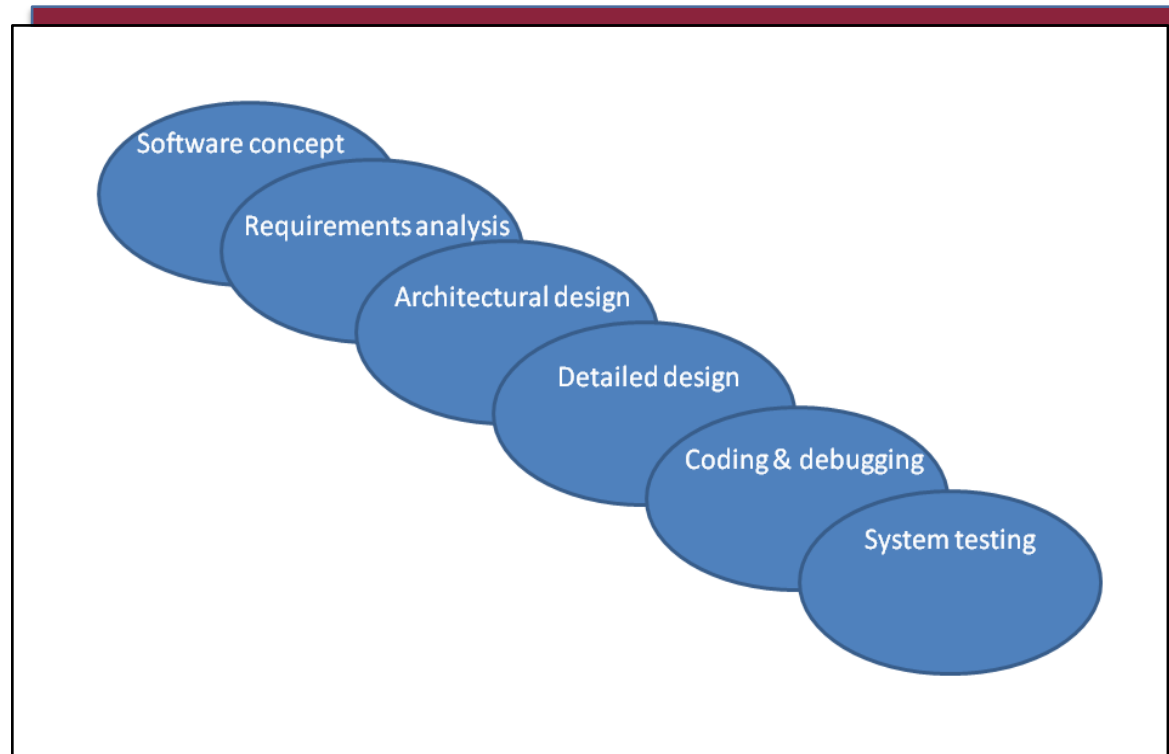 Software concept
Requirements analysis
Architectural design
Detailed design
Coding & debugging
System testing